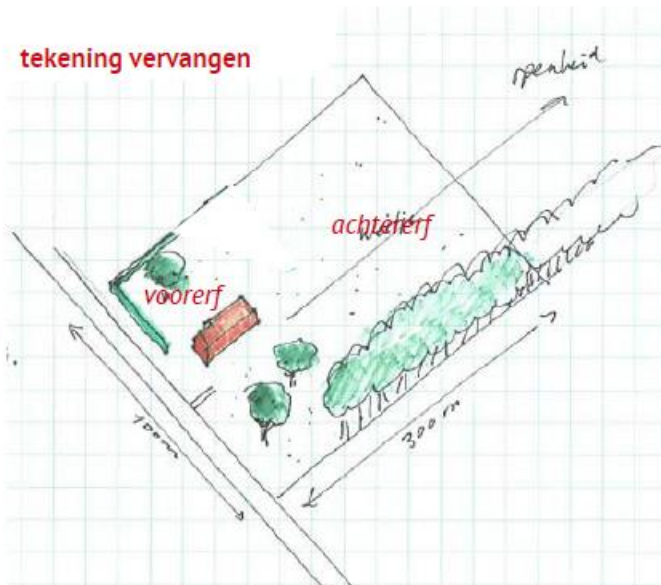 tekening vervangen
openheid
achtererf
voorerf
100m
300m